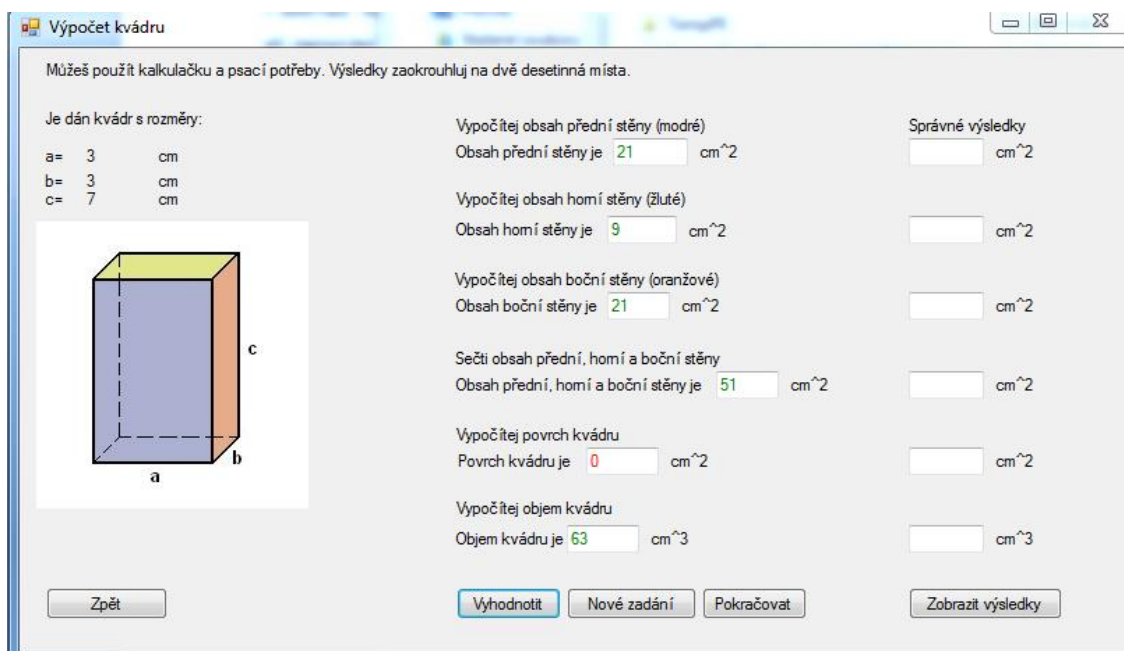 Výpočet kvádru
Můžeš použít kalkulačku a psací potřeby. Výsledky zaokrouhluj na dvě desetinná místa.
Je dán kvádr s rozměry:
a= 3 cm
b= 3 cm
c= 7 cm
c
b
a
Vypočítej obsah přední stěny (modré)
Obsah přední stěny je 21 cm^2
Vypočítej obsah horní stěny (žluté)
Obsah horní stěny je 9 cm^2
Vypočítej obsah boční stěny (oranžové)
Obsah boční stěny je 21 cm^2
Sečti obsah přední, horní a boční stěny
Obsah přední, horní a boční stěny je 51 cm^2
Vypočítej povrch kvádru
Povrch kvádru je 0 cm^2
Vypočítej objem kvádru
Objem kvádru je 63 cm^3
Správné výsledky
cm^2
cm^2
cm^2
cm^2
cm^2
cm^3
Zpět
Vyhodnotit
Nové zadání
Pokračovat
Zobrazit výsledky